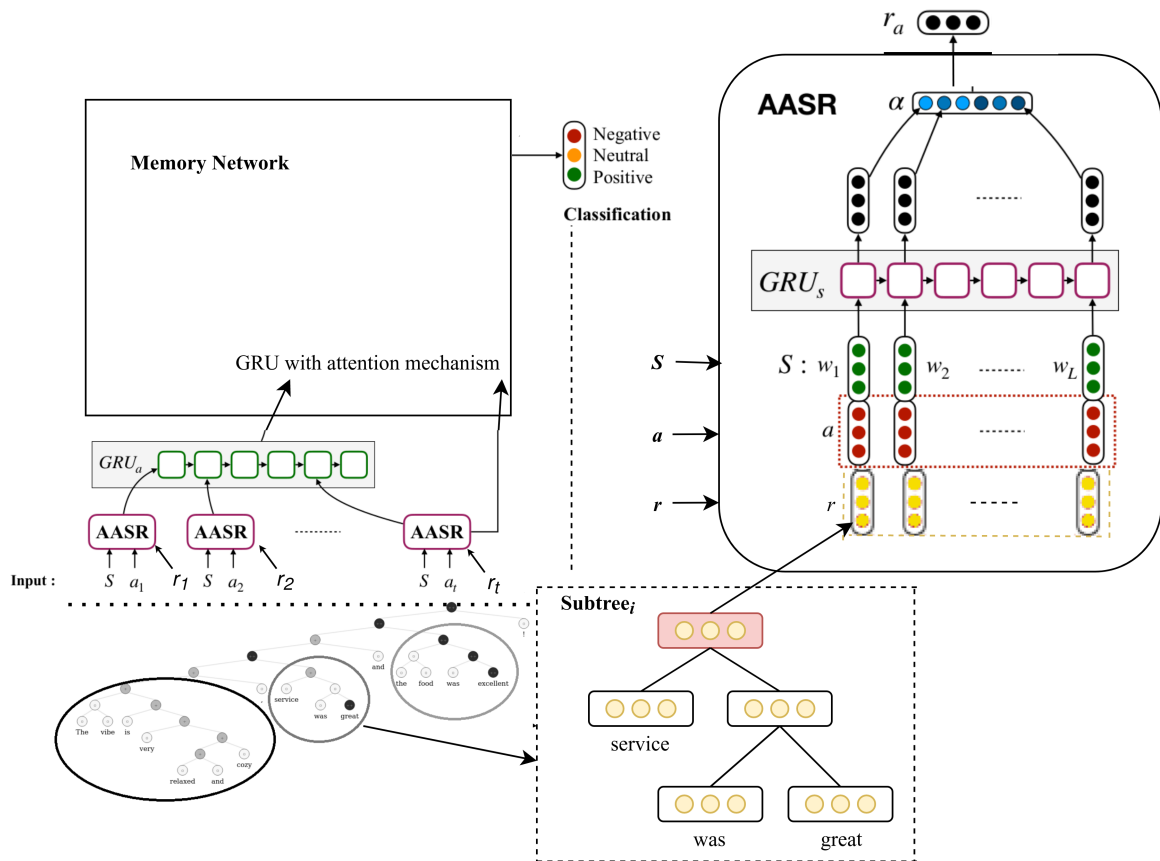 r_a
AASR
α
Memory Network
Negative
Neutral
Positive
Classification
GRU_s
GRU with attention mechanism
S
S : w_1 w_2 ........ w_L
a
a
r
r
GRU_a
AASR AASR ........ AASR
Input : S a_1 r_1 S a_2 r_2 S a_t r_t
Subtree_i
!
and
the food was excellent
service
was great
.
The vibe is
very
cozy
relaxed and
service
was great